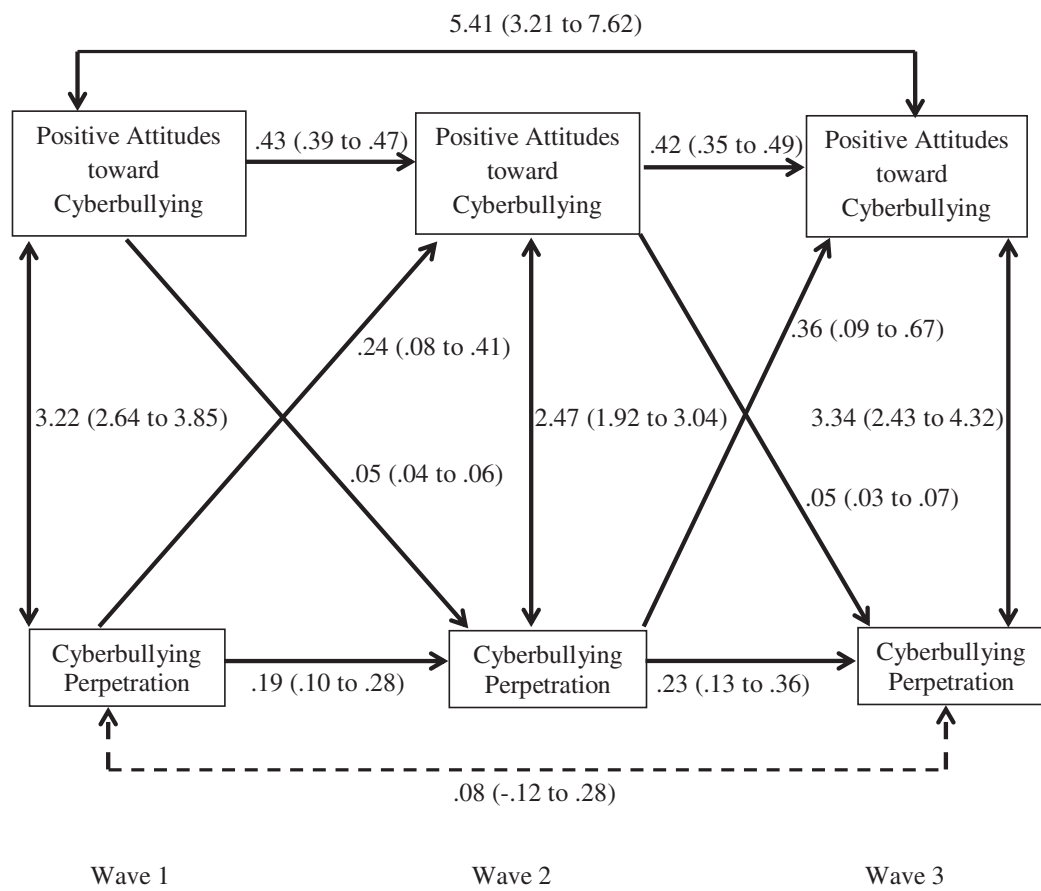 5.41 (3.21 to 7.62)
Positive Attitudes
toward
Cyberbullying
.43 (.39 to .47)
Positive Attitudes
toward
Cyberbullying
.42 (.35 to .49)
Positive Attitudes
toward
Cyberbullying
.24 (.08 to .41)
.36 (.09 to .67)
3.22 (2.64 to 3.85)
2.47 (1.92 to 3.04)
3.34 (2.43 to 4.32)
.05 (.04 to .06)
.05 (.03 to .07)
Cyberbullying
Perpetration
.19 (.10 to .28)
Cyberbullying
Perpetration
.23 (.13 to .36)
Cyberbullying
Perpetration
.08 (-.12 to .28)
Wave 1
Wave 2
Wave 3